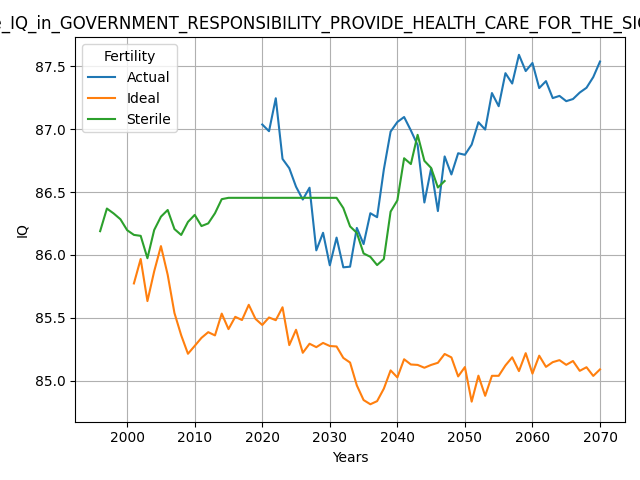 _IQ_in_GOVERNMENT_RESPONSIBILITY_PROVIDE_HEALTH_CARE_FOR_THE_SI
Fertility
Actual
Ideal
Sterile
87.5
87.0
86.5
86.0
85.5
85.0
IQ
2000 2010 2020 2030 2040 2050 2060 2070
Years